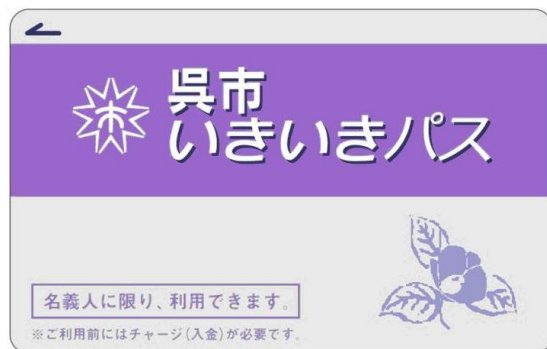 呉市
いきいきパス
名義人に限り、利用できます。
※ご利用前にはチャージ(入金)が必要です。